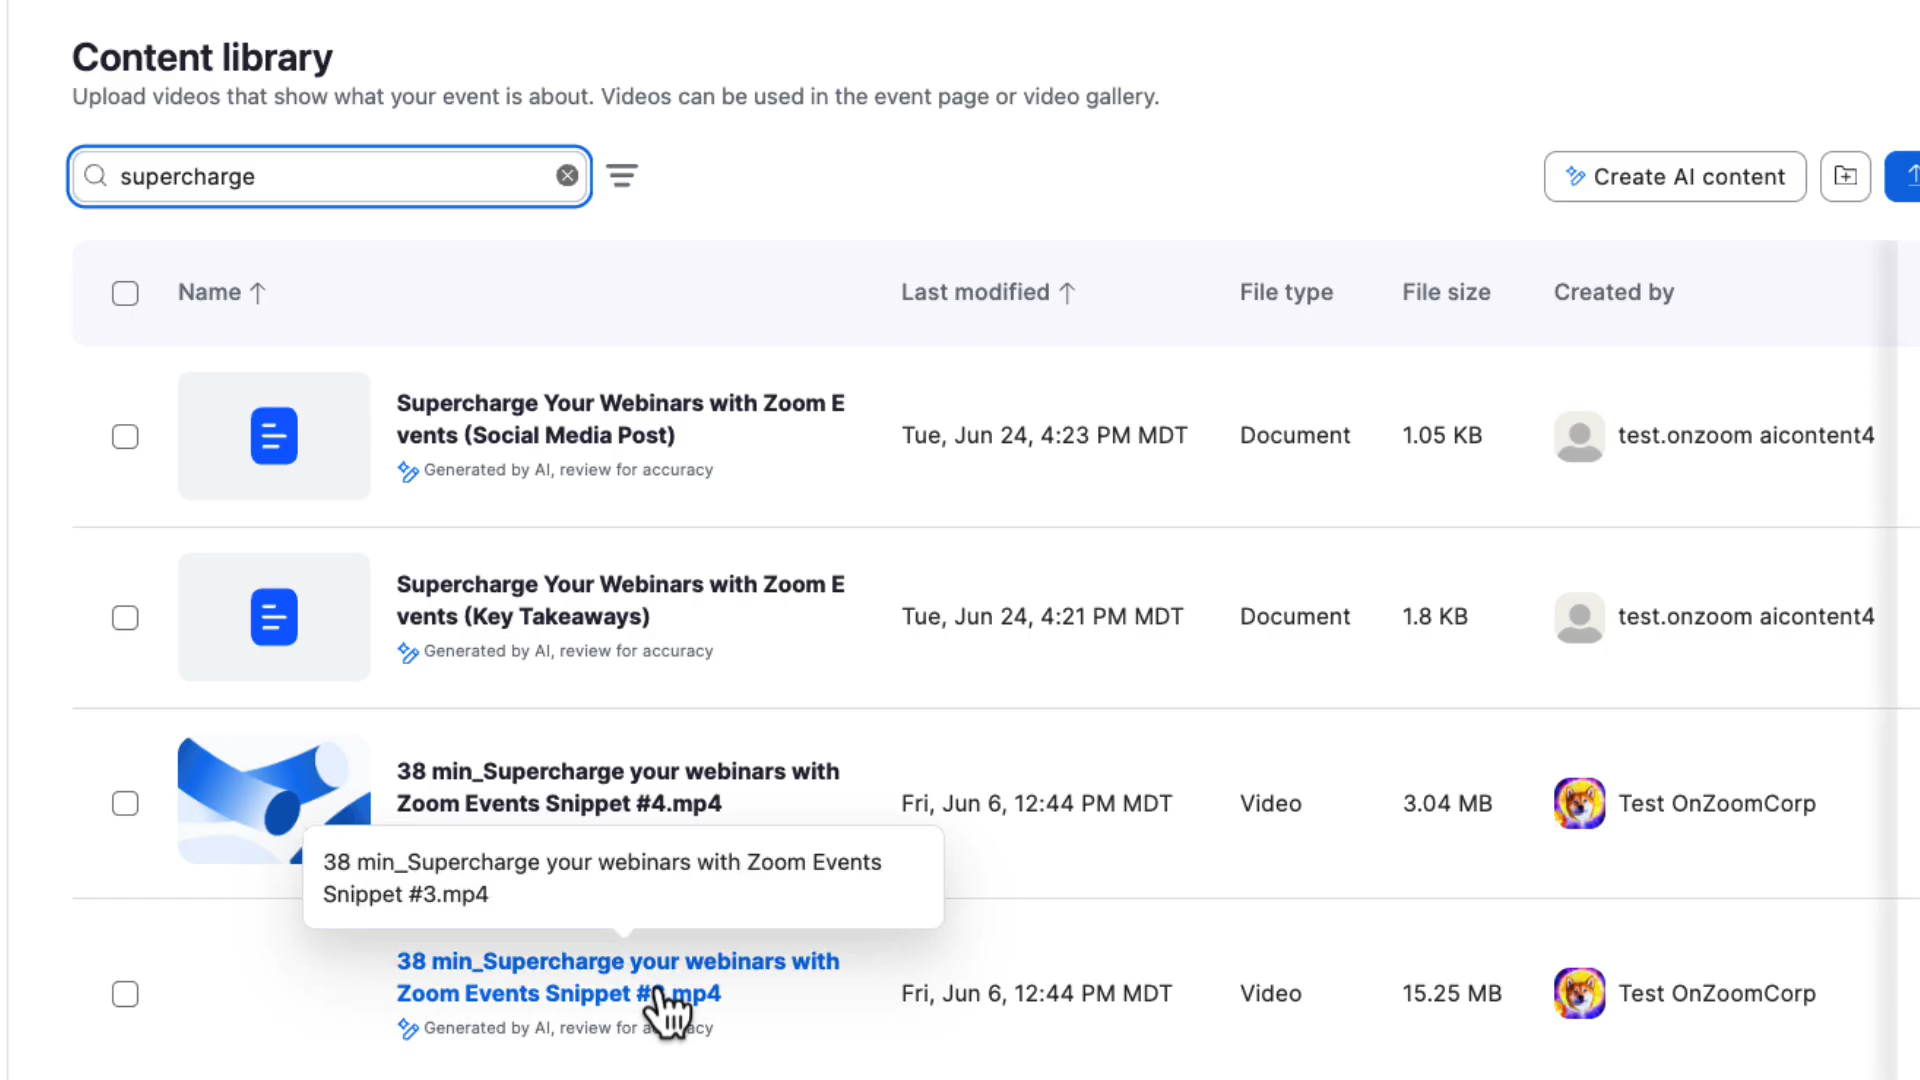 Content library
Upload videos that show what your event is about. Videos can be used in the event page or video gallery.
supercharge
Create AI content
Name ↑ Last modified ↑ File type File size Created by
Supercharge Your Webinars with Zoom E
vents (Social Media Post)
Generated by AI, review for accuracy
Tue, Jun 24, 4:23 PM MDT Document 1.05 KB test.onzoom aicontent4
Supercharge Your Webinars with Zoom E
vents (Key Takeaways)
Generated by AI, review for accuracy
Tue, Jun 24, 4:21 PM MDT Document 1.8 KB test.onzoom aicontent4
38 min_Supercharge your webinars with
Zoom Events Snippet #4.mp4
Fri, Jun 6, 12:44 PM MDT Video 3.04 MB Test OnZoomCorp
38 min_Supercharge your webinars with Zoom Events
Snippet #3.mp4
38 min_Supercharge your webinars with
Zoom Events Snippet #3.mp4
Generated by AI, review for
Fri, Jun 6, 12:44 PM MDT Video 15.25 MB Test OnZoomCorp